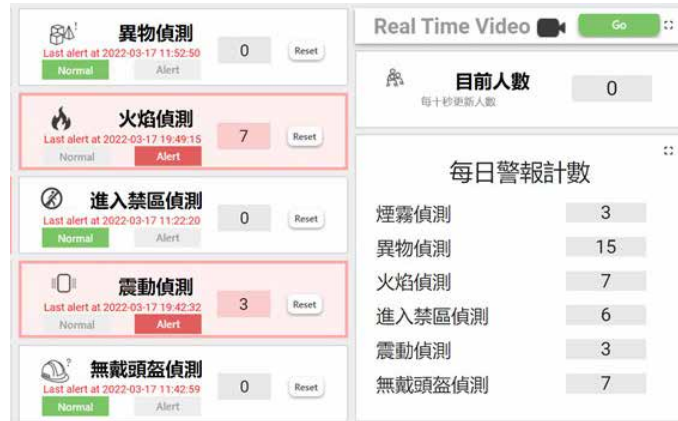 異物偵測
Last alert at 2022-03-17 11:52:50
0
Reset
Normal
Alert
火焰偵測
Last alert at 2022-03-17 19:49:15
7
Reset
Normal
Alert
進入禁區偵測
Last alert at 2022-03-17 11:22:20
0
Reset
Normal
Alert
震動偵測
Last alert at 2022-03-17 19:42:32
3
Reset
Normal
Alert
無戴頭盔偵測
Last alert at 2022-03-17 11:42:59
0
Reset
Normal
Alert
Real Time Video
Go
目前人數
每十秒更新人數
0
每日警報計數
煙霧偵測 3
異物偵測 15
火焰偵測 7
進入禁區偵測 6
震動偵測 3
無戴頭盔偵測 7